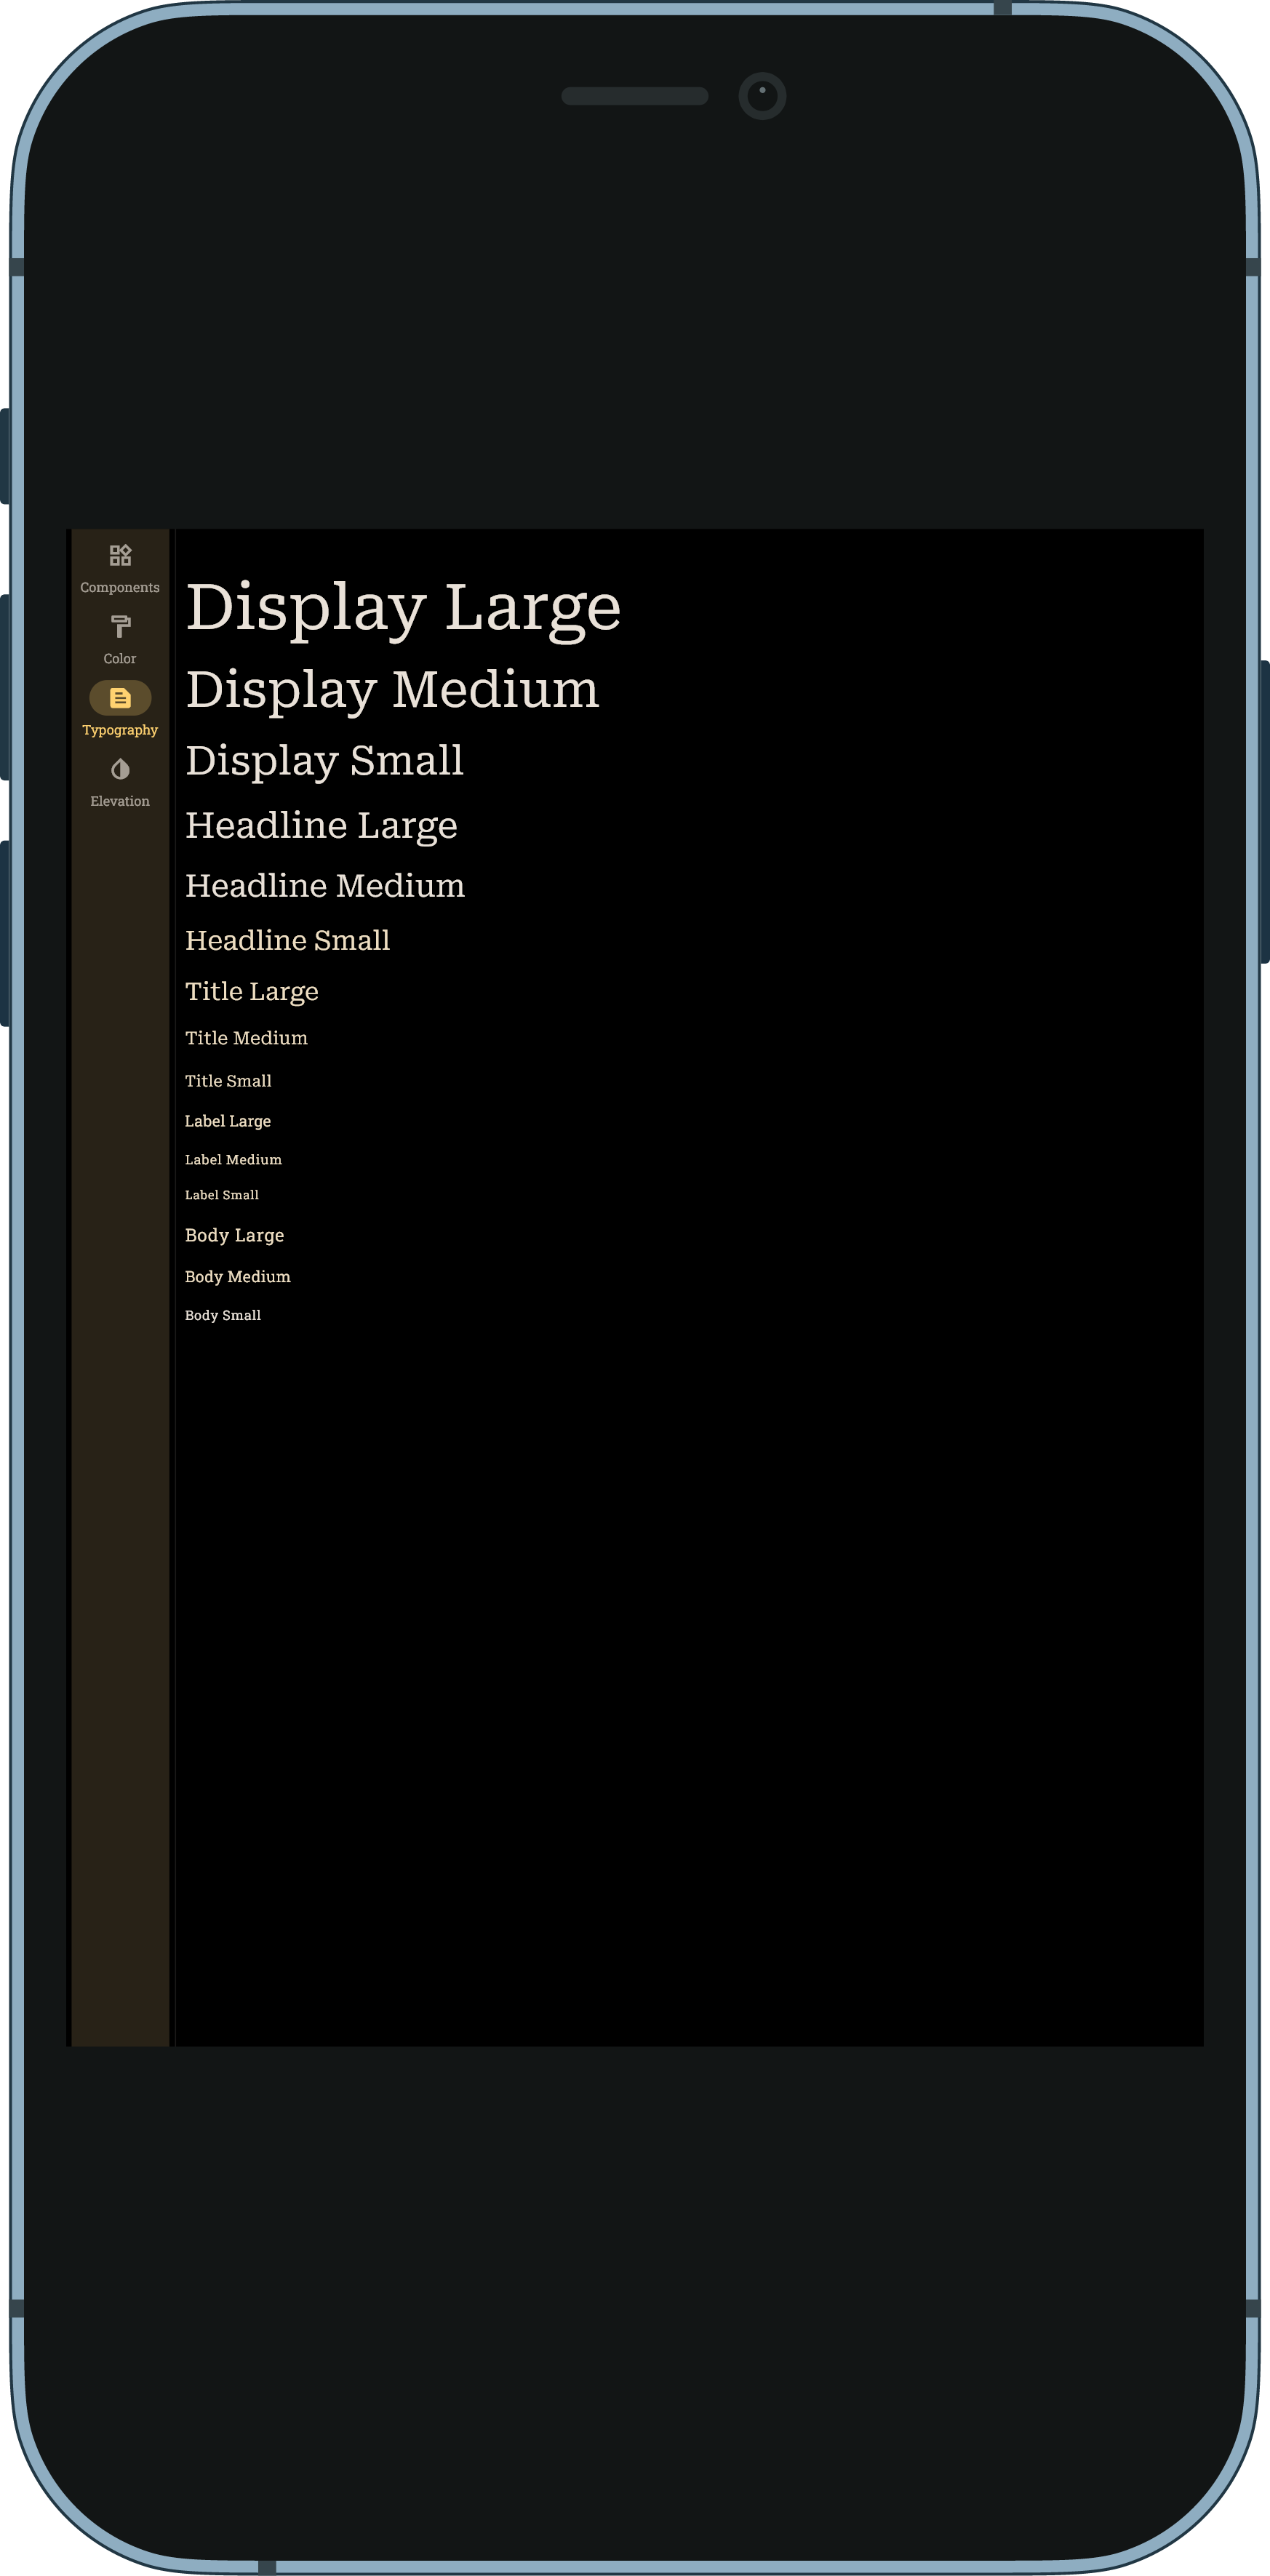 Components
Color
Typography
Elevation
Display Large
Display Medium
Display Small
Headline Large
Headline Medium
Headline Small
Title Large
Title Medium
Title Small
Label Large
Label Medium
Label Small
Body Large
Body Medium
Body Small